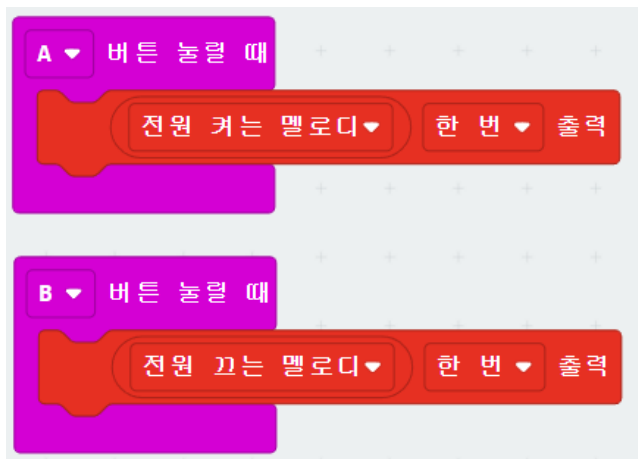 A 버튼 눌릴 때
전원 켜는 멜로디 한 번 출력
B 버튼 눌릴 때
전원 끄는 멜로디 한 번 출력